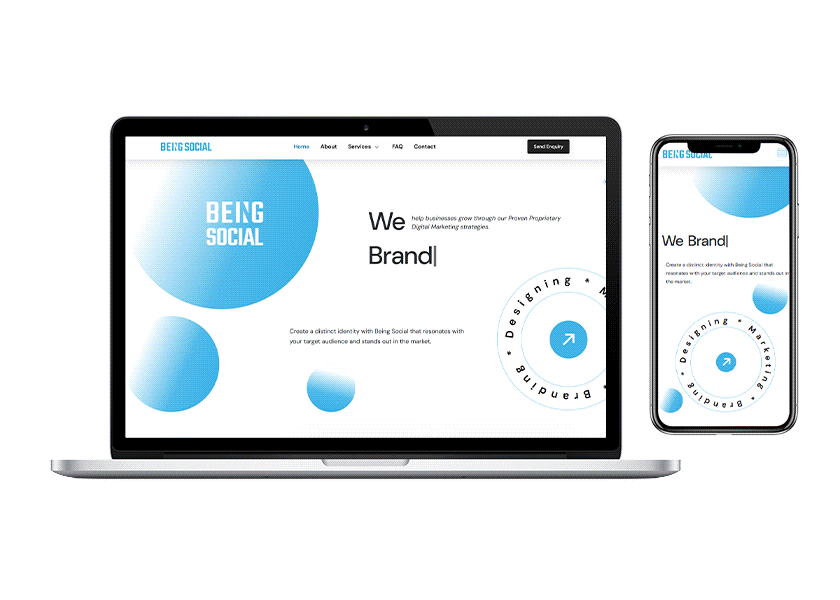 BEING SOCIAL
Home About Services FAQ Contact
Send Enquiry
BEING
SOCIAL
We help businesses grow through our Proven Proprietary
Digital Marketing strategies.
Brand|
Create a distinct identity with Being Social that resonates with
your target audience and stands out in the market.
* Designing * M
* Branding *
BEING SOCIAL
We Brand|
Create a distinct identity with Being Social that
resonates with your target audience and stands out in
the market.
* Designing * Marketing * Branding